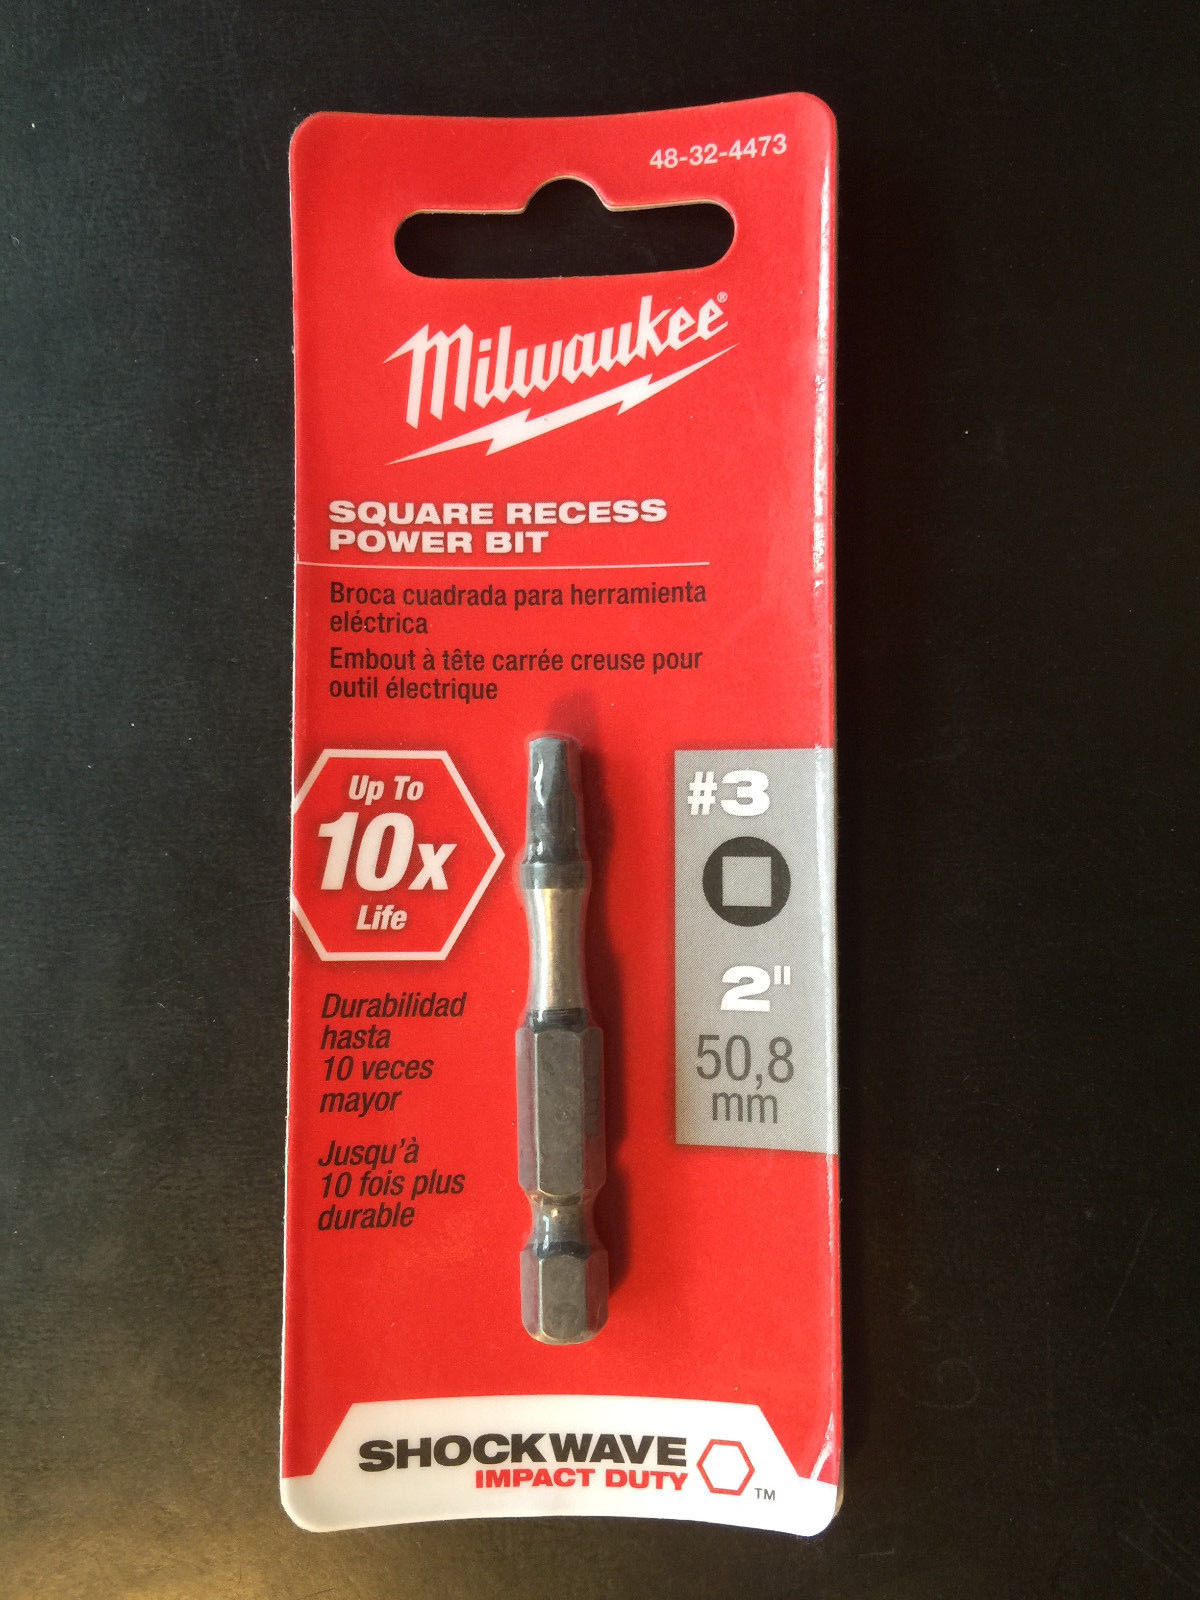 48-32-4473
Milwaukee®
SQUARE RECESS
POWER BIT
Broca cuadrada para herramienta
eléctrica
Embout à tête carrée creuse pour
outil électrique
Up To
10x
Life
#3
2"
50,8
mm
Durabilidad
hasta
10 veces
mayor
Jusqu'à
10 fois plus
durable
SHOCKWAVE
IMPACT DUTY
TM